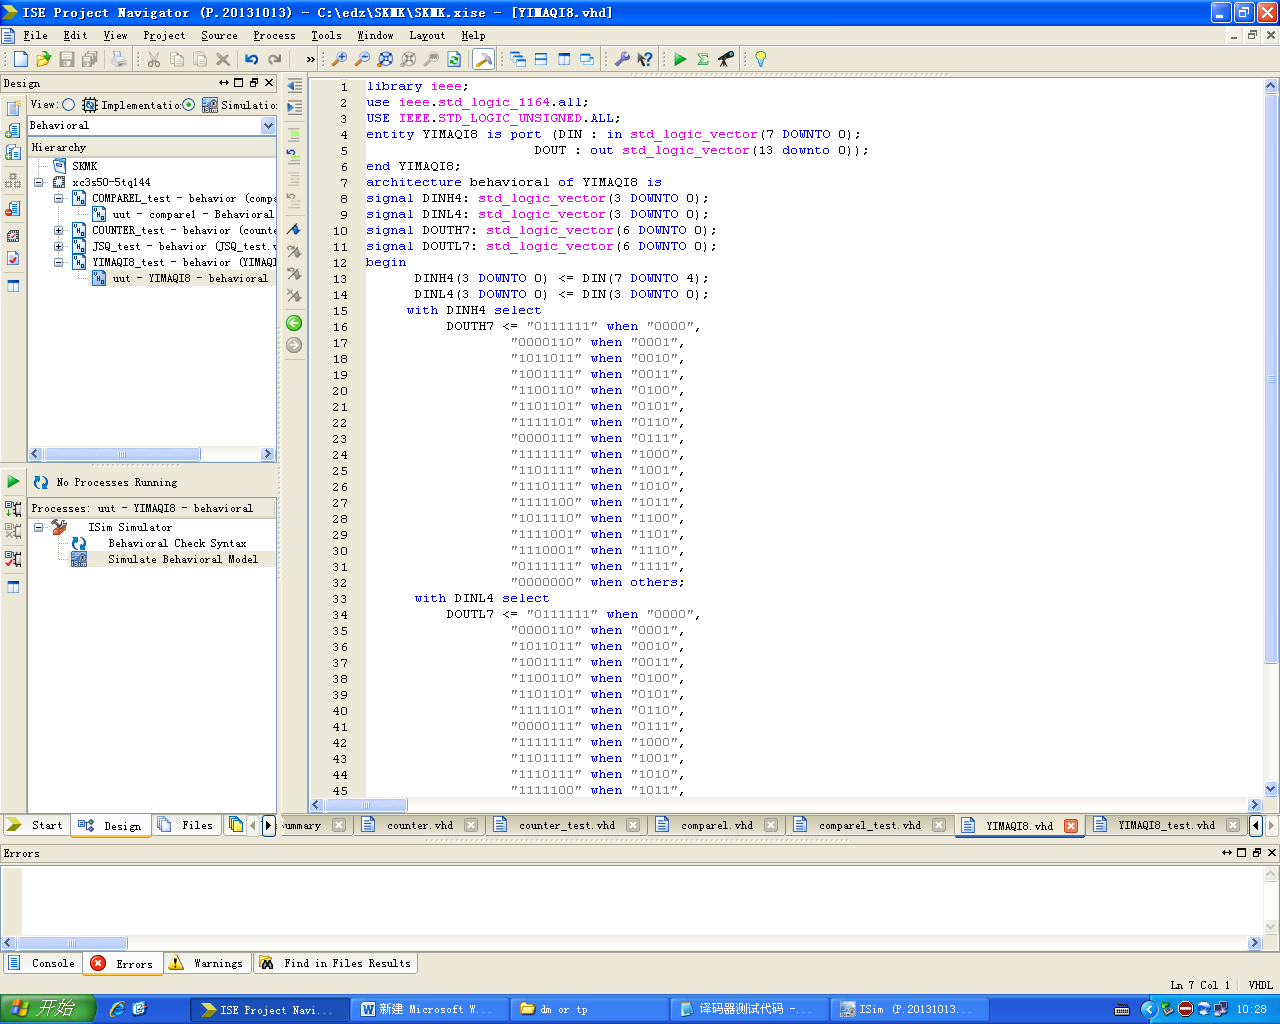 ISE Project Navigator (P.20131013) - C:\edz\SKMK\SKMK.xise - [YIMAQI8.vhd]
File Edit View Project Source Process Tools Window Layout Help
Design
View: Implementatio: Simulatio:
Behavioral
Hierarchy
SKMK
xc3s50-5tq144
COMPAREL_test - behavior (compa
uut - compare1 - Behavioral
COUNTER_test - behavior (counte
JSQ_test - behavior (JSQ_test.v
YIMAQI8_test - behavior (YIMAQI
uut - YIMAQI8 - behavioral
No Processes Running
Processes: uut - YIMAQI8 - behavioral
ISim Simulator
Behavioral Check Syntax
Simulate Behavioral Model
Start Design Files
1 library ieee;
2 use ieee.std_logic_1164.all;
3 USE IEEE.STD_LOGIC_UNSIGNED.ALL;
4 entity YIMAQI8 is port (DIN : in std_logic_vector(7 DOWNTO 0);
5 DOUT : out std_logic_vector(13 downto 0));
6 end YIMAQI8;
7 architecture behavioral of YIMAQI8 is
8 signal DINH4: std_logic_vector(3 DOWNTO 0);
9 signal DINL4: std_logic_vector(3 DOWNTO 0);
10 signal DOUTH7: std_logic_vector(6 DOWNTO 0);
11 signal DOUTL7: std_logic_vector(6 DOWNTO 0);
12 begin
13 DINH4(3 DOWNTO 0) <= DIN(7 DOWNTO 4);
14 DINL4(3 DOWNTO 0) <= DIN(3 DOWNTO 0);
15 with DINH4 select
16 DOUTH7 <= "0111111" when "0000",
17 "0000110" when "0001",
18 "1011011" when "0010",
19 "1001111" when "0011",
20 "1100110" when "0100",
21 "1101101" when "0101",
22 "1111101" when "0110",
23 "0000111" when "0111",
24 "1111111" when "1000",
25 "1101111" when "1001",
26 "1110111" when "1010",
27 "1111100" when "1011",
28 "1011110" when "1100",
29 "1111001" when "1101",
30 "1110001" when "1110",
31 "0111111" when "1111",
32 "0000000" when others;
33 with DINL4 select
34 DOUTL7 <= "0111111" when "0000",
35 "0000110" when "0001",
36 "1011011" when "0010",
37 "1001111" when "0011",
38 "1100110" when "0100",
39 "1101101" when "0101",
40 "1111101" when "0110",
41 "0000111" when "0111",
42 "1111111" when "1000",
43 "1101111" when "1001",
44 "1110111" when "1010",
45 "1111100" when "1011",
ummary counter.vhd counter_test.vhd comparel.vhd comparel_test.vhd YIMAQI8.vhd YIMAQI8_test.vhd
Errors
Console Errors Warnings Find in Files Results
Ln 7 Col 1 VHDL
开始 ISE Project Navi... 新建 Microsoft W... dm or tp 译码器测试代码 -... ISim (P.20131013... 10:28